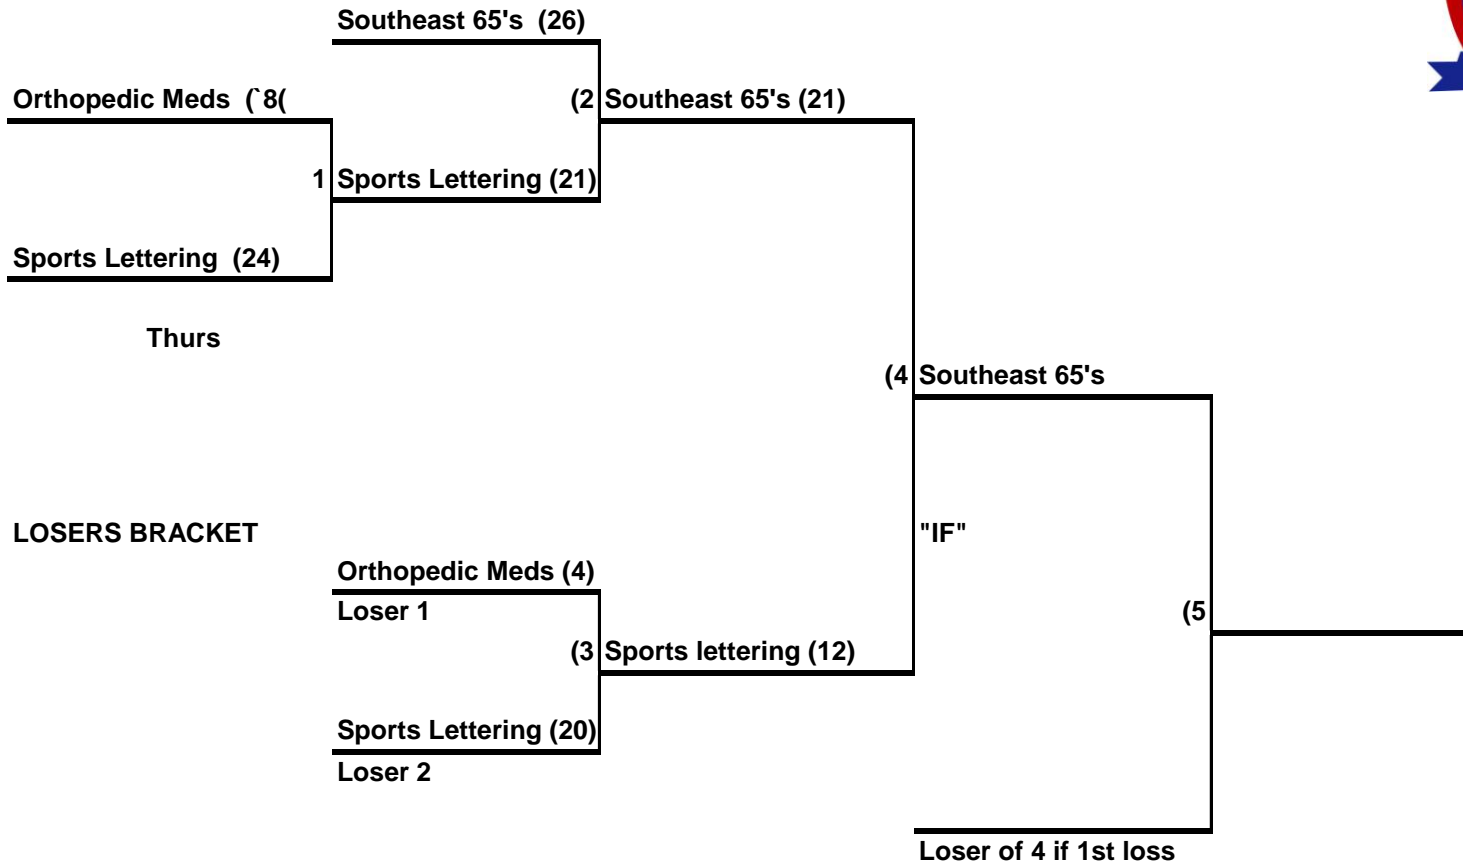 Southeast 65's  (26)
Orthopedic Meds  (`8(
(2 Southeast 65's (21)
1 Sports Lettering (21)
Sports Lettering  (24)
Thurs
(4 Southeast 65's
LOSERS BRACKET
"IF"
Orthopedic Meds (4)
Loser 1
(5
(3 Sports lettering (12)
Sports Lettering (20)
Loser 2
Loser of 4 if 1st loss